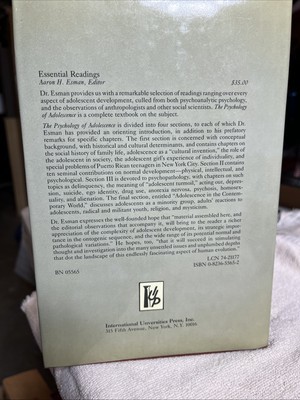 Essential Readings
Aaron H. Esman, Editor
$35.00
Dr. Esman provides us with a remarkable selection of readings ranging over every
aspect of adolescent development, culled from both psychoanalytic psychology,
and the observations of anthropologists and other social scientists. The Psychology
of Adolescence is a complete textbook on the subject.
The Psychology of Adolescence is divided into four sections, to each of which Dr.
Esman has provided an orienting introduction, in addition to his prefatory
remarks for specific chapters. The first section is concerned with conceptual
background, with historical and cultural determinants, and contains chapters on
the social history of family life, adolescence as a "cultural invention," the role of
the adolescent in society, the adolescent girl's experience of individuality, and
special problems of Puerto Rican teenagers in New York City. Section II contains
ten seminal contributions on normal development—physical, intellectual, and
psychological. Section III is devoted to psychopathology, with chapters on such
topics as delinquency, the meaning of "adolescent turmoil," acting out, depres-
sion, suicide, ego identity, drug use, anorexia nervosa, psychosis, homosex-
uality, and alienation. The final section, entitled "Adolescence in the Contem-
porary World," discusses adolescents as a minority group, adults' reactions to
adolescents, radical and military youth, religion, and mysticism.
Dr. Esman expresses the well-founded hope that "material assembled here, and
the editorial observations that accompany it, will bring to the reader a richer
appreciation of the complexity of adolescent development, its strategic impor-
tance in the ontogenetic sequence, and the wide range of its potential normal and
pathological variations." He hopes, too, "that it will succeed in stimulating
thought and investigation into the many unsettled issues and unplumbed depths
that dot the landscape of this endlessly fascinating aspect of human evolution."
BN 05565
LCN 74-21177
ISBN 0-8236-5565-2
International Universities Press, Inc.
315 Fifth Avenue, New York, N.Y. 10016